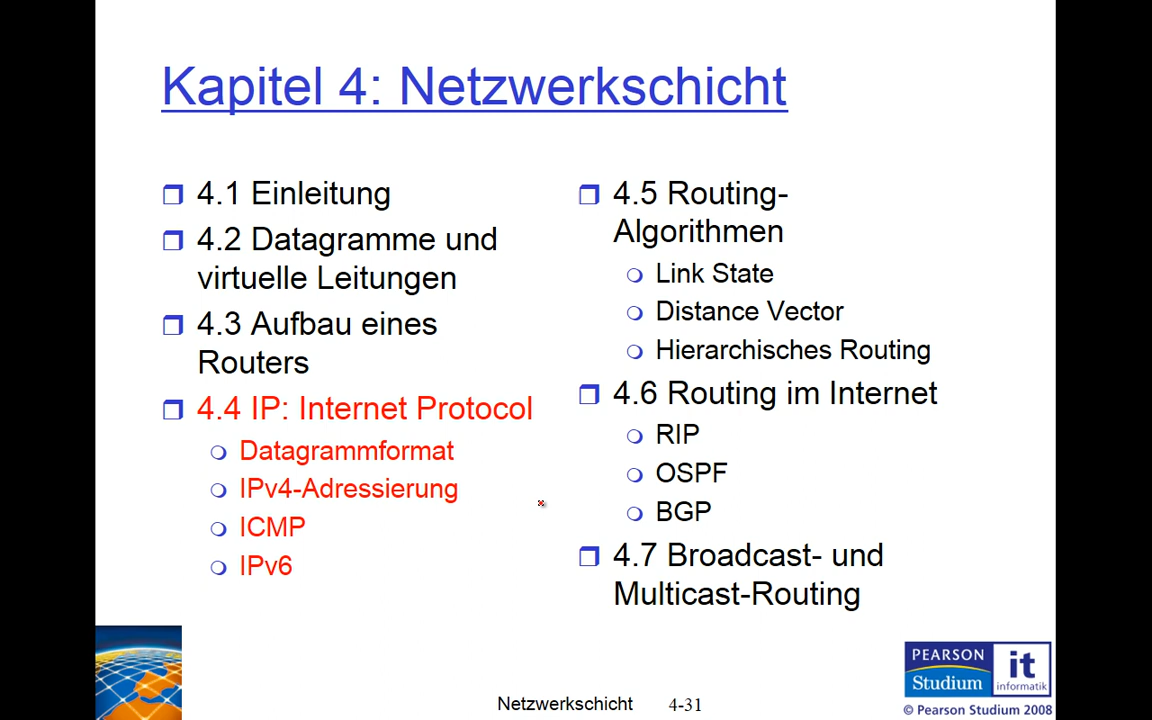 Kapitel 4: Netzwerkschicht
4.1 Einleitung
4.2 Datagramme und
virtuelle Leitungen
4.3 Aufbau eines
Routers
4.4 IP: Internet Protocol
Datagrammformat
IPv4-Adressierung
ICMP
IPv6
4.5 Routing-
Algorithmen
Link State
Distance Vector
Hierarchisches Routing
4.6 Routing im Internet
RIP
OSPF
BGP
4.7 Broadcast- und
Multicast-Routing
Netzwerkschicht 4-31
PEARSON
Studium
it
informatik
© Pearson Studium 2008